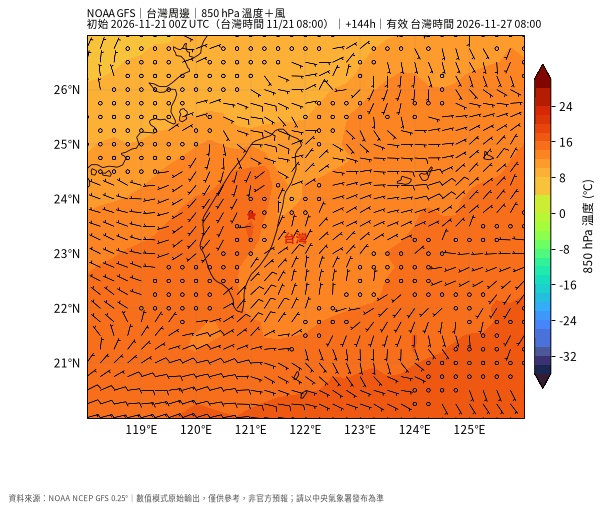 NOAA GFS｜台灣周邊｜850 hPa 溫度＋風
初始 2026-11-21 00Z UTC（台灣時間 11/21 08:00）｜+144h｜有效 台灣時間 2026-11-27 08:00
26°N
25°N
24°N
23°N
22°N
21°N
119°E 120°E 121°E 122°E 123°E 124°E 125°E
台灣
24
16
8
0
-8
-16
-24
-32
850 hPa 溫度 (°C)
資料來源：NOAA NCEP GFS 0.25°｜數值模式原始輸出，僅供參考，非官方預報；請以中央氣象署發布為準